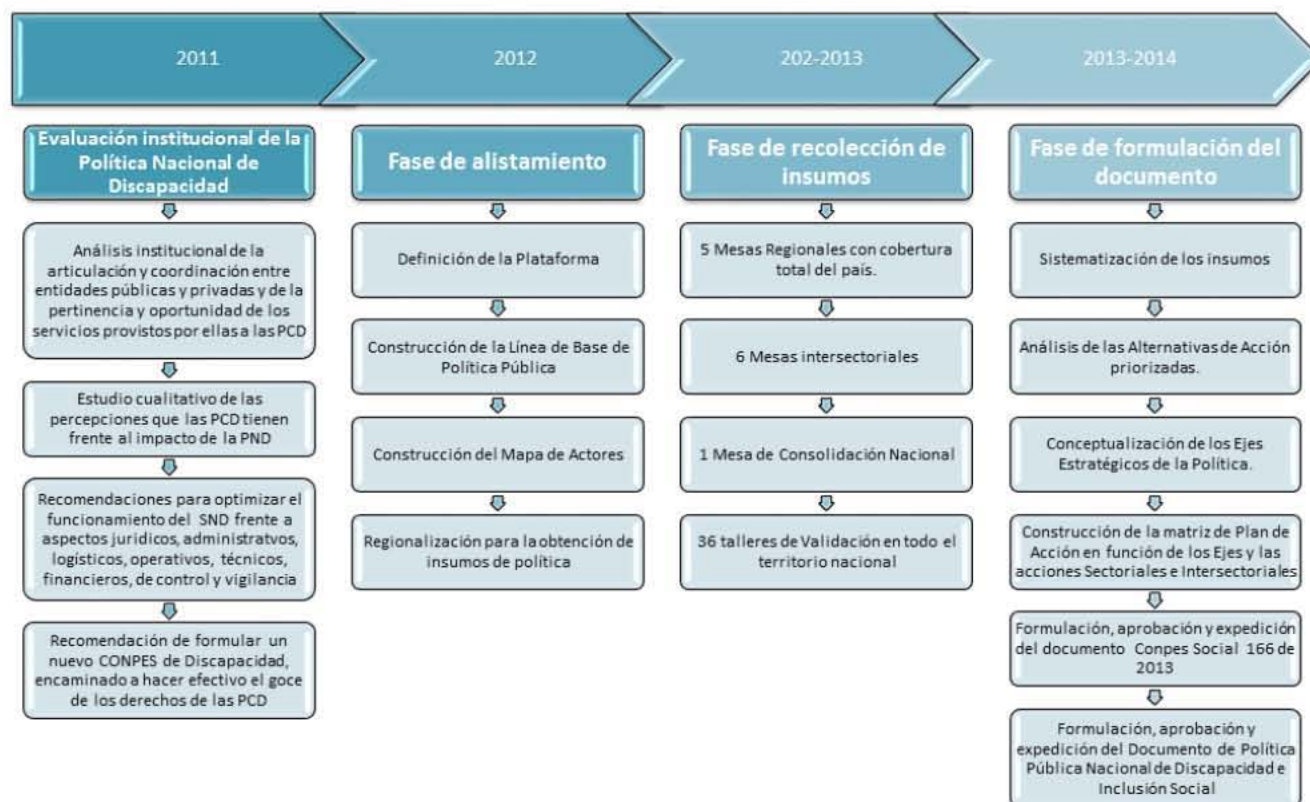 2011
2012
202-2013
2013-2014
Evaluación institucional de la
Política Nacional de
Discapacidad
Análisis institucional de la
articulación y coordinación entre
entidades públicas y privadas y de la
pertinencia y oportunidad de los
servicios provistos por ellas a las PCD
Estudio cualitativo de las
percepciones que las PCD tienen
frente al impacto de la PND
Recomendaciones para optimizar el
funcionamiento del SND frente a
aspectos juridicos, administratvos,
logísticos, operativos, técnicos,
financieros, de control y vigilancia
Recomendación de formular un
nuevo CONPES de Discapacidad,
encaminado a hacer efectivo el goce
de los derechos de las PCD
Fase de alistamiento
Definición de la Plataforma
Construcción de la Línea de Base de
Política Pública
Construcción del Mapa de Actores
Regionalización para la obtención de
insumos de política
Fase de recolección de
insumos
5 Mesas Regionales con cobertura
total del país.
6 Mesas intersectoriales
1 Mesa de Consolidación Nacional
36 talleres de Validación en todo el
territorio nacional
Fase de formulación del
documento
Sistematización de los insumos
Análisis de las Alternativas de Acción
priorizadas.
Conceptualización de los Ejes
Estratégicos de la Política.
Construcción de la matriz de Plan de
Acción en función de los Ejes y las
acciones Sectoriales e Intersectoriales
Formulación, aprobación y expedición
del documento Conpes Social 166 de
2013
Formulación, aprobación y
expedición del Documento de Política
Pública Nacional de Discapacidad e
Inclusión Social